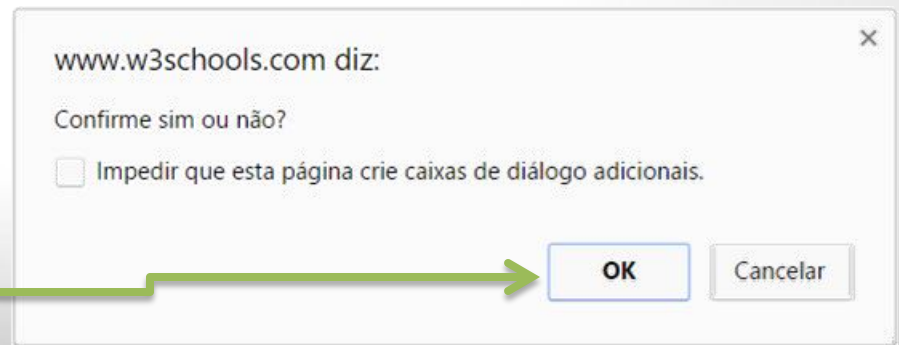 www.w3schools.com diz:
Confirme sim ou não?
Impedir que esta página crie caixas de diálogo adicionais.
OK Cancelar